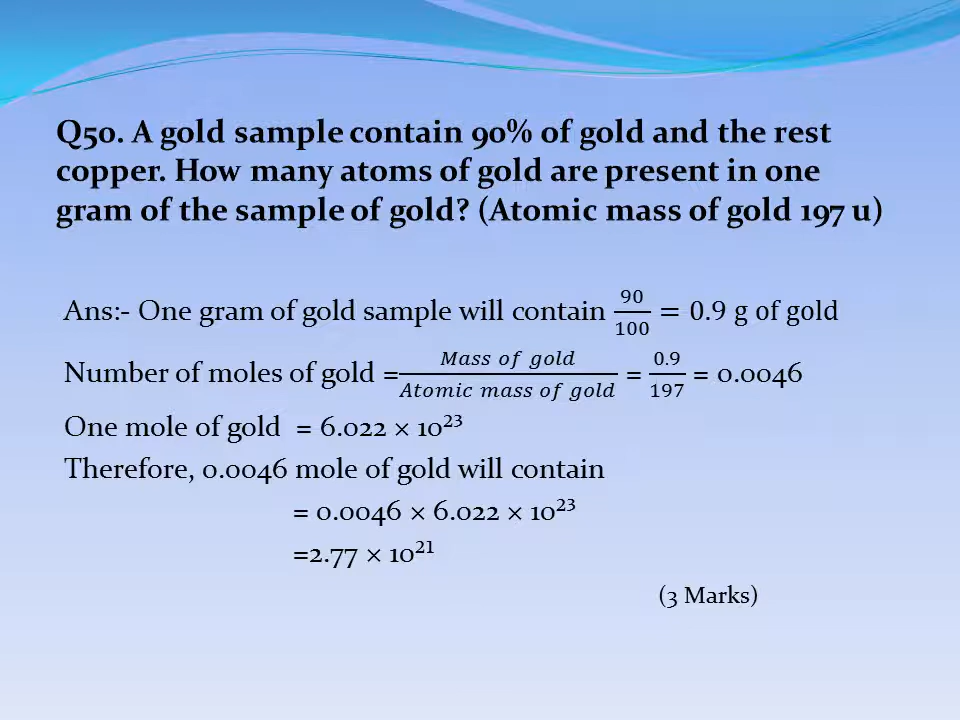 Q50. A gold sample contain 90% of gold and the rest
copper. How many atoms of gold are present in one
gram of the sample of gold? (Atomic mass of gold 197 u)
Ans:- One gram of gold sample will contain 90/100 = 0.9 g of gold
Number of moles of gold = Mass of gold/Atomic mass of gold = 0.9/197 = 0.0046
One mole of gold = 6.022 × 10²³
Therefore, 0.0046 mole of gold will contain
= 0.0046 × 6.022 × 10²³
=2.77 × 10²¹
(3 Marks)